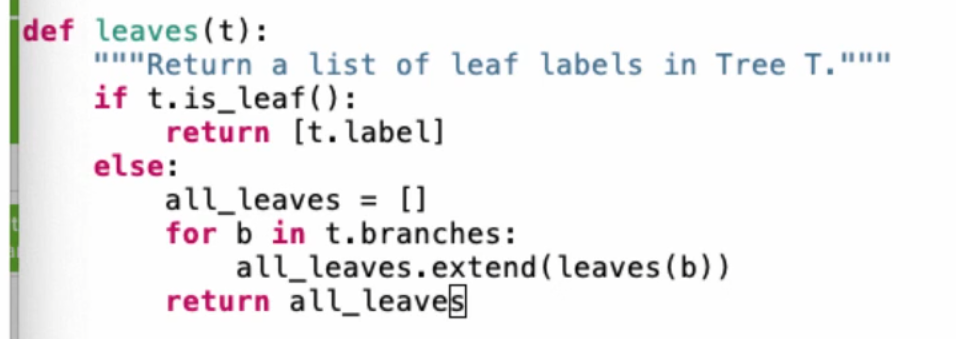 def leaves(t):
    """Return a list of leaf labels in Tree T."""
    if t.is_leaf():
        return [t.label]
    else:
        all_leaves = []
        for b in t.branches:
            all_leaves.extend(leaves(b))
        return all_leaves